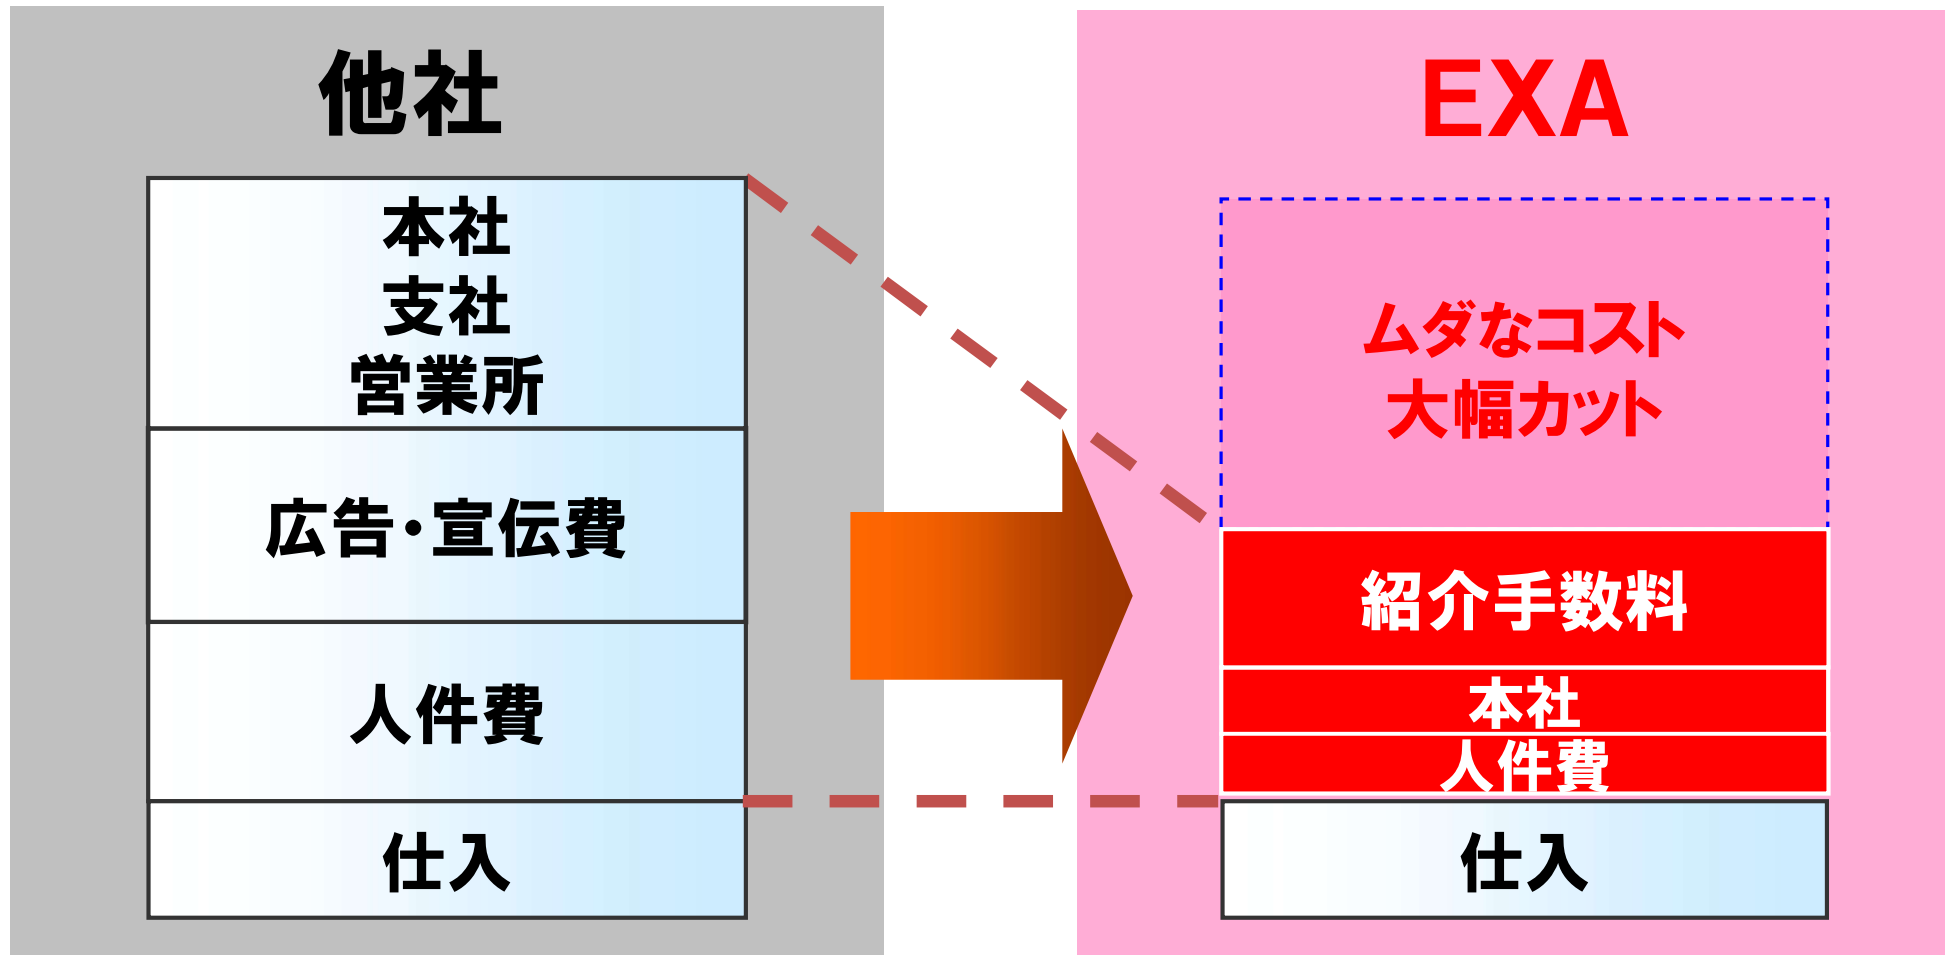 他社
本社
支社
営業所
広告・宣伝費
人件費
仕入
EXA
ムダなコスト
大幅カット
紹介手数料
本社
人件費
仕入